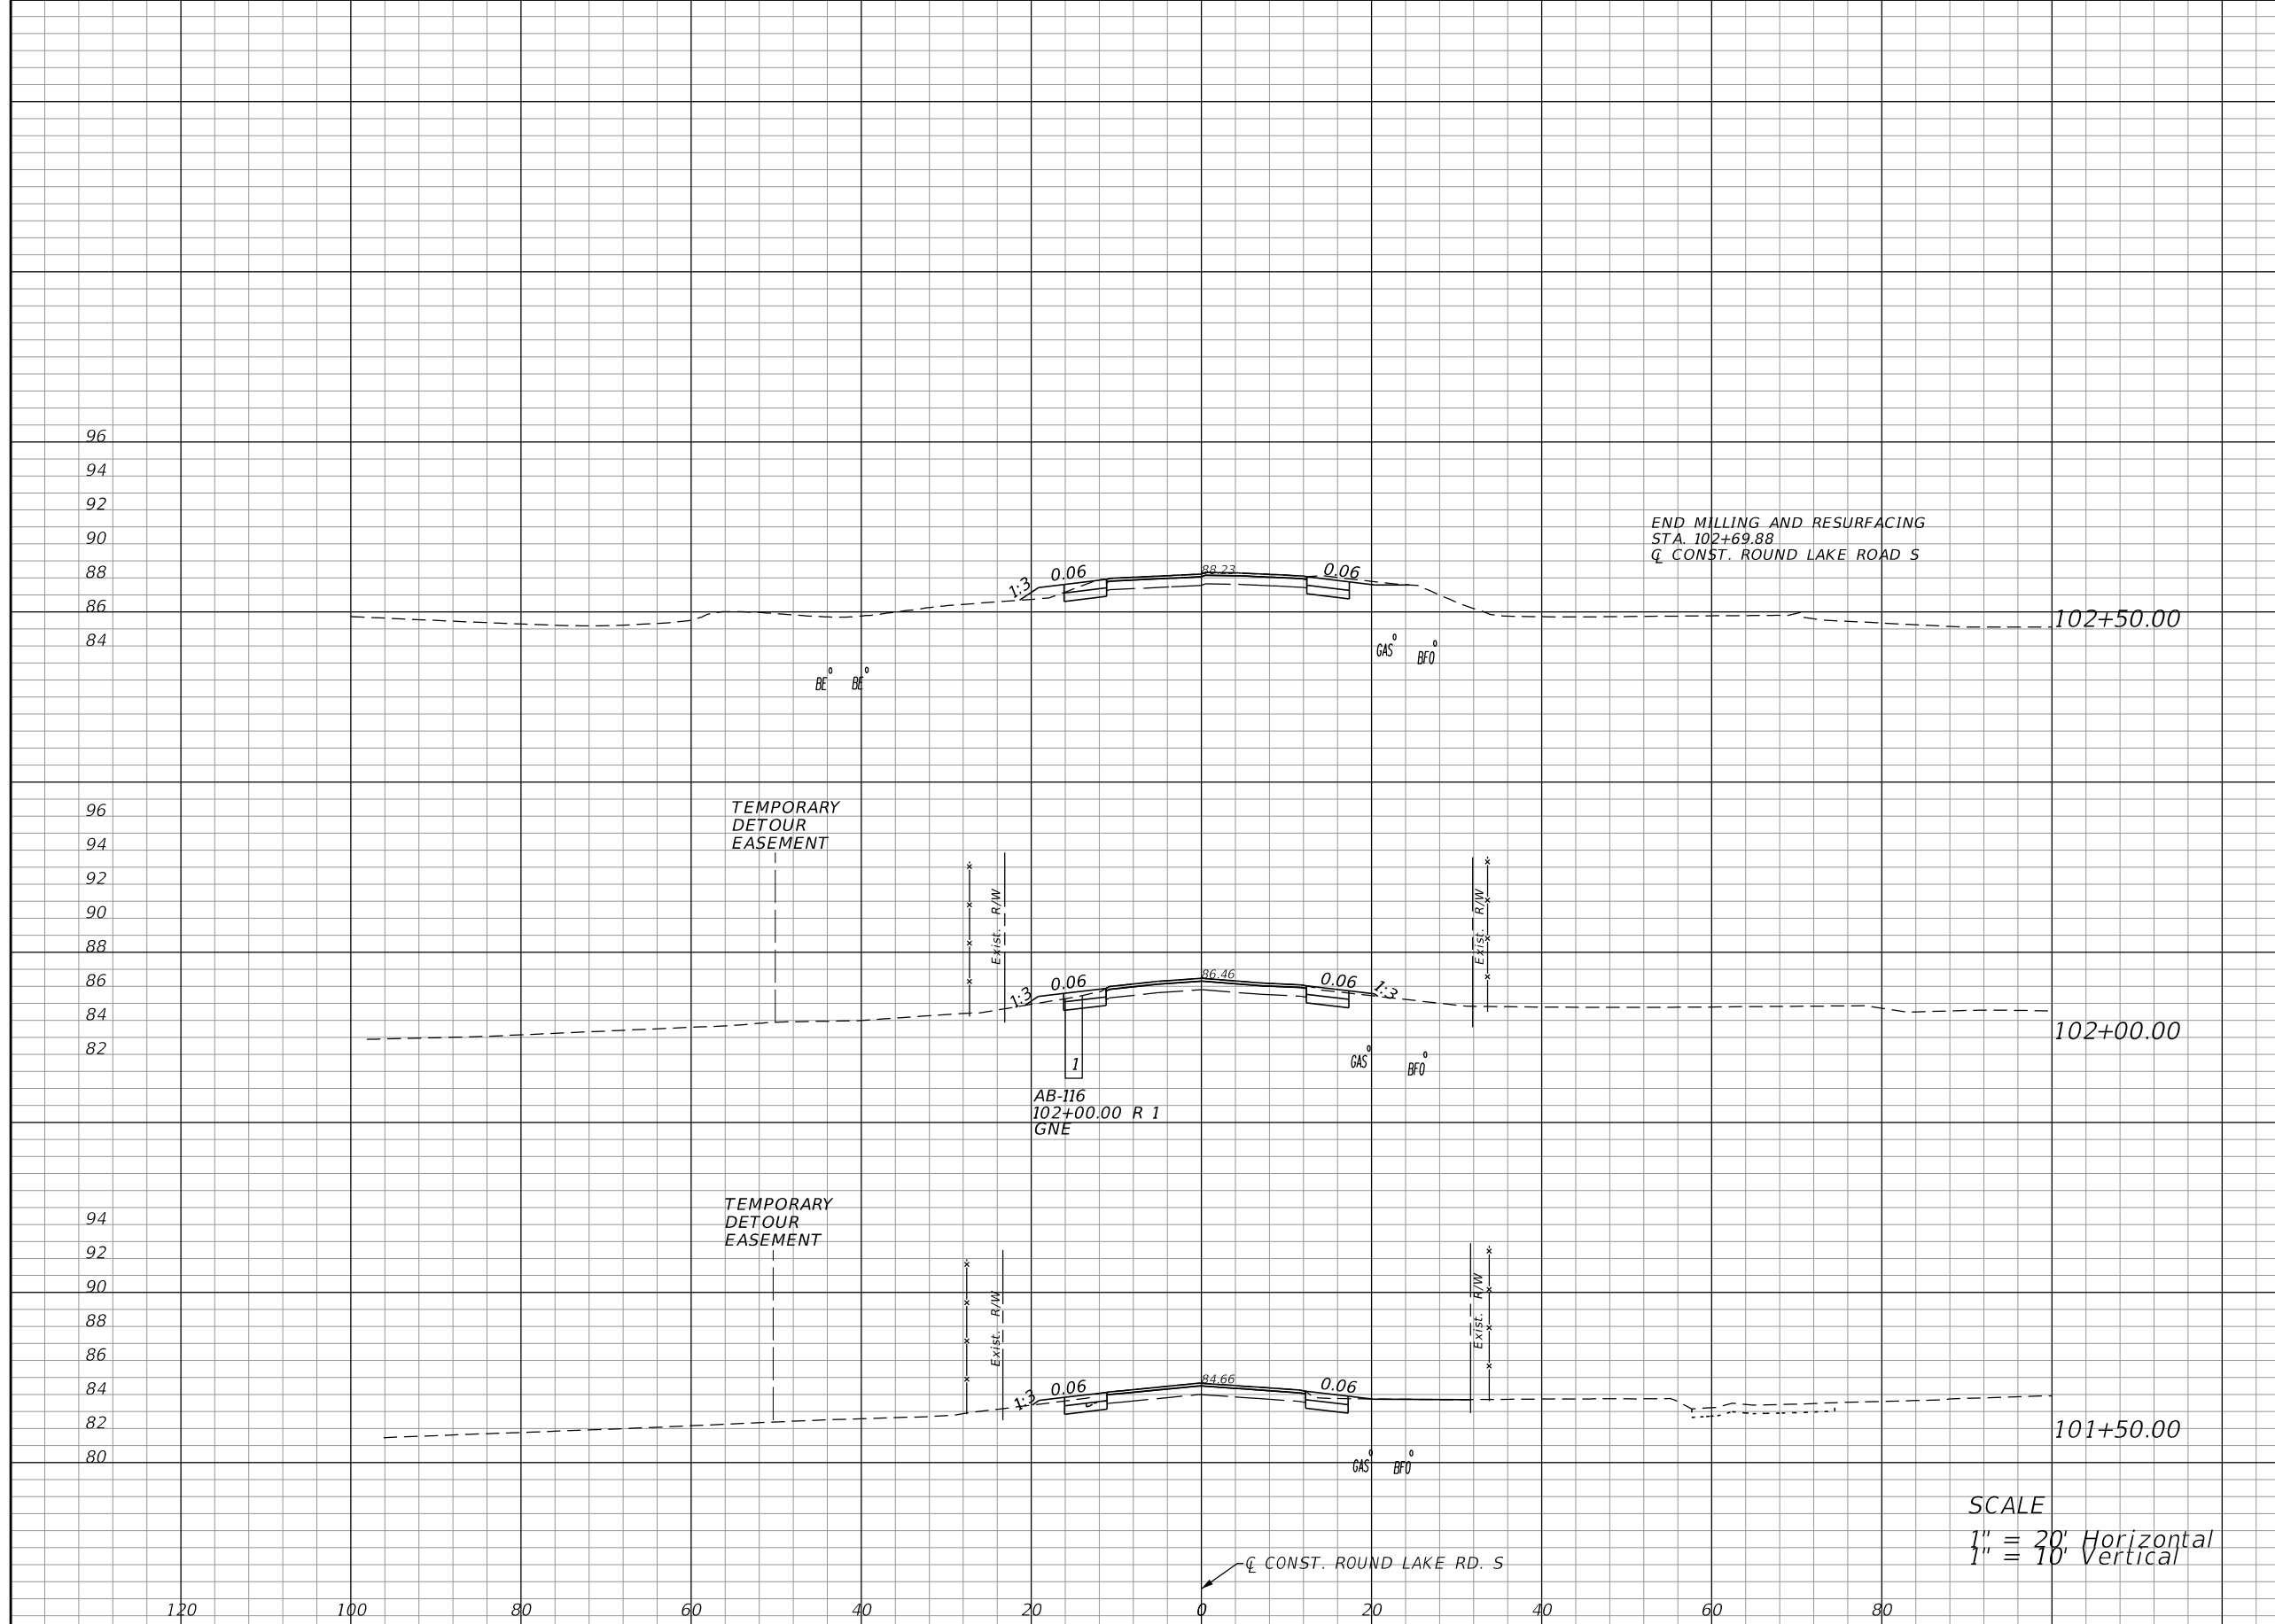 96
94
92
90
88
86
84
END MILLING AND RESURFACING
STA. 102+69.88
℄ CONST. ROUND LAKE ROAD S
1:3
0.06
88.23
0.06
102+50.00
GAS
BFO
BE
BE
96
94
92
90
88
86
84
82
TEMPORARY
DETOUR
EASEMENT
Exist. R/W
Exist. R/W
1:3
0.06
86.46
0.06
1:3
102+00.00
GAS
BFO
1
AB-116
102+00.00 R 1
GNE
94
92
90
88
86
84
82
80
TEMPORARY
DETOUR
EASEMENT
Exist. R/W
Exist. R/W
1:3
0.06
84.66
0.06
101+50.00
GAS
BFO
SCALE
1" = 20' Horizontal
1" = 10' Vertical
℄ CONST. ROUND LAKE RD. S
120 100 80 60 40 20 0 20 40 60 80